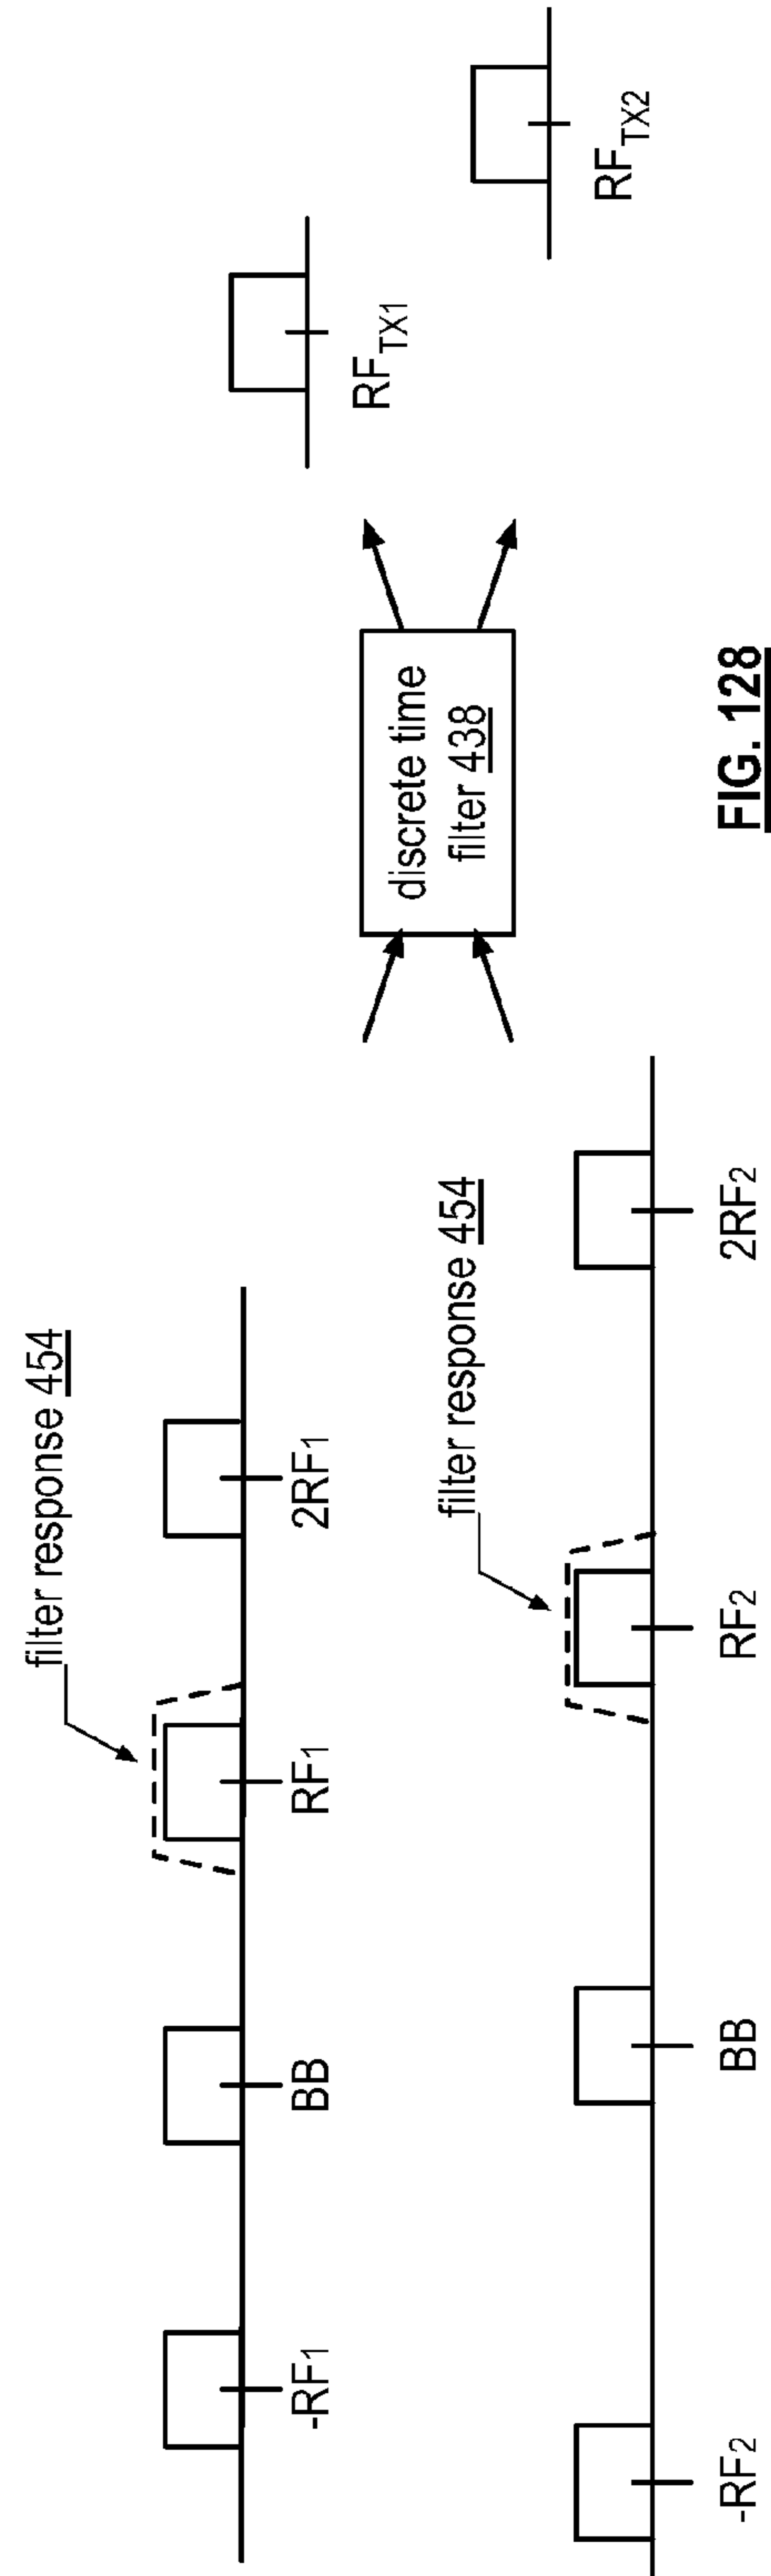 filter response 454
-RF1
BB
RF1
2RF1
filter response 454
-RF2
BB
RF2
2RF2
discrete time
filter 438
RFTX1
RFTX2
FIG. 128